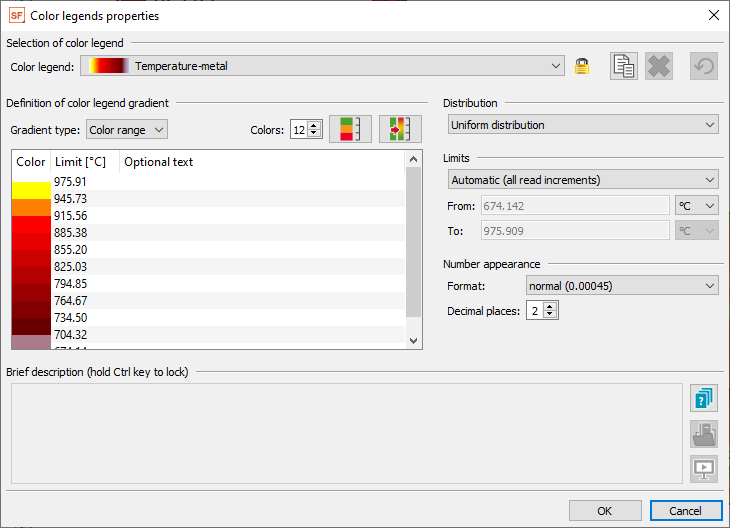 SF Color legends properties
Selection of color legend
Color legend: Temperature-metal
Definition of color legend gradient
Gradient type: Color range Colors: 12
Color Limit [°C] Optional text
975.91
945.73
915.56
885.38
855.20
825.03
794.85
764.67
734.50
704.32
674.14
Distribution
Uniform distribution
Limits
Automatic (all read increments)
From: 674.142 °C
To: 975.909 °C
Number appearance
Format: normal (0.00045)
Decimal places: 2
Brief description (hold Ctrl key to lock)
?
OK Cancel